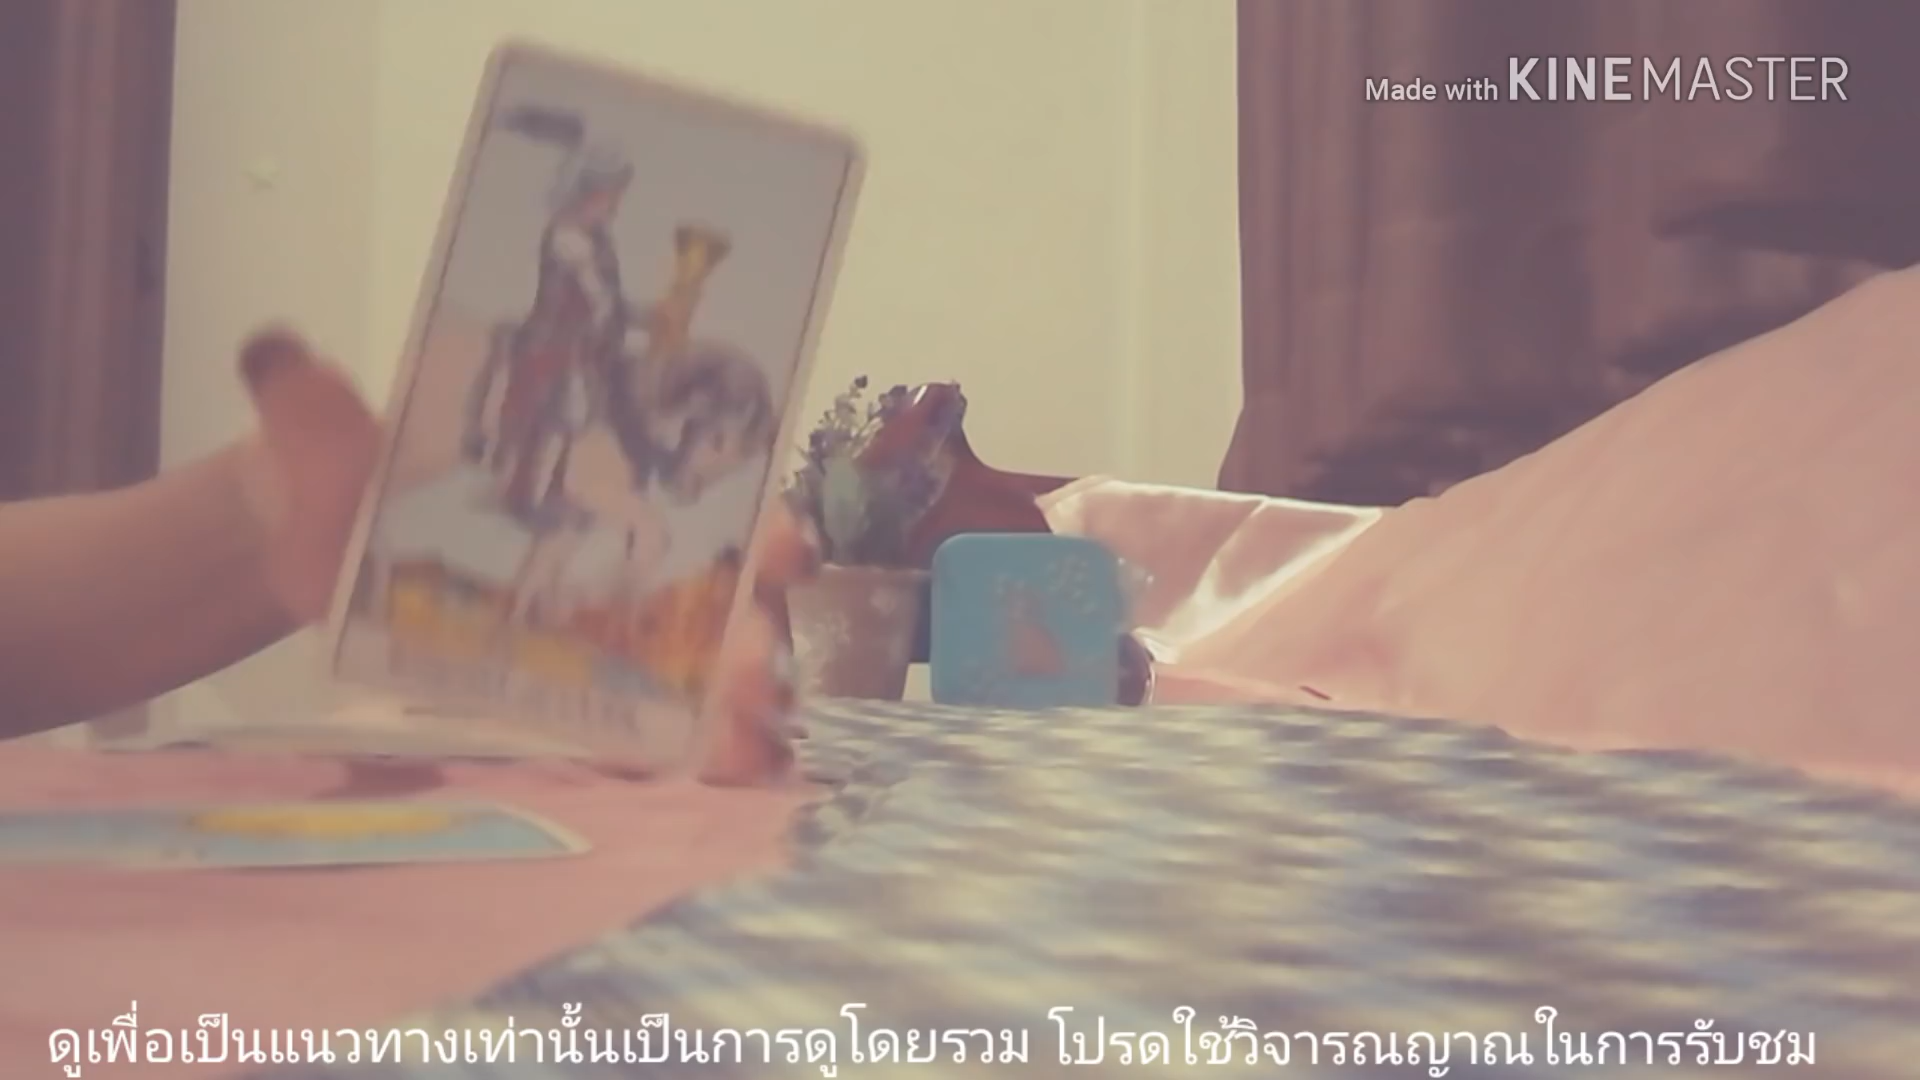 Made with KINEMASTER
ดูเพื่อเป็นแนวทางเท่านั้นเป็นการดูโดยรวม โปรดใช้วิจารณญาณในการรับชม